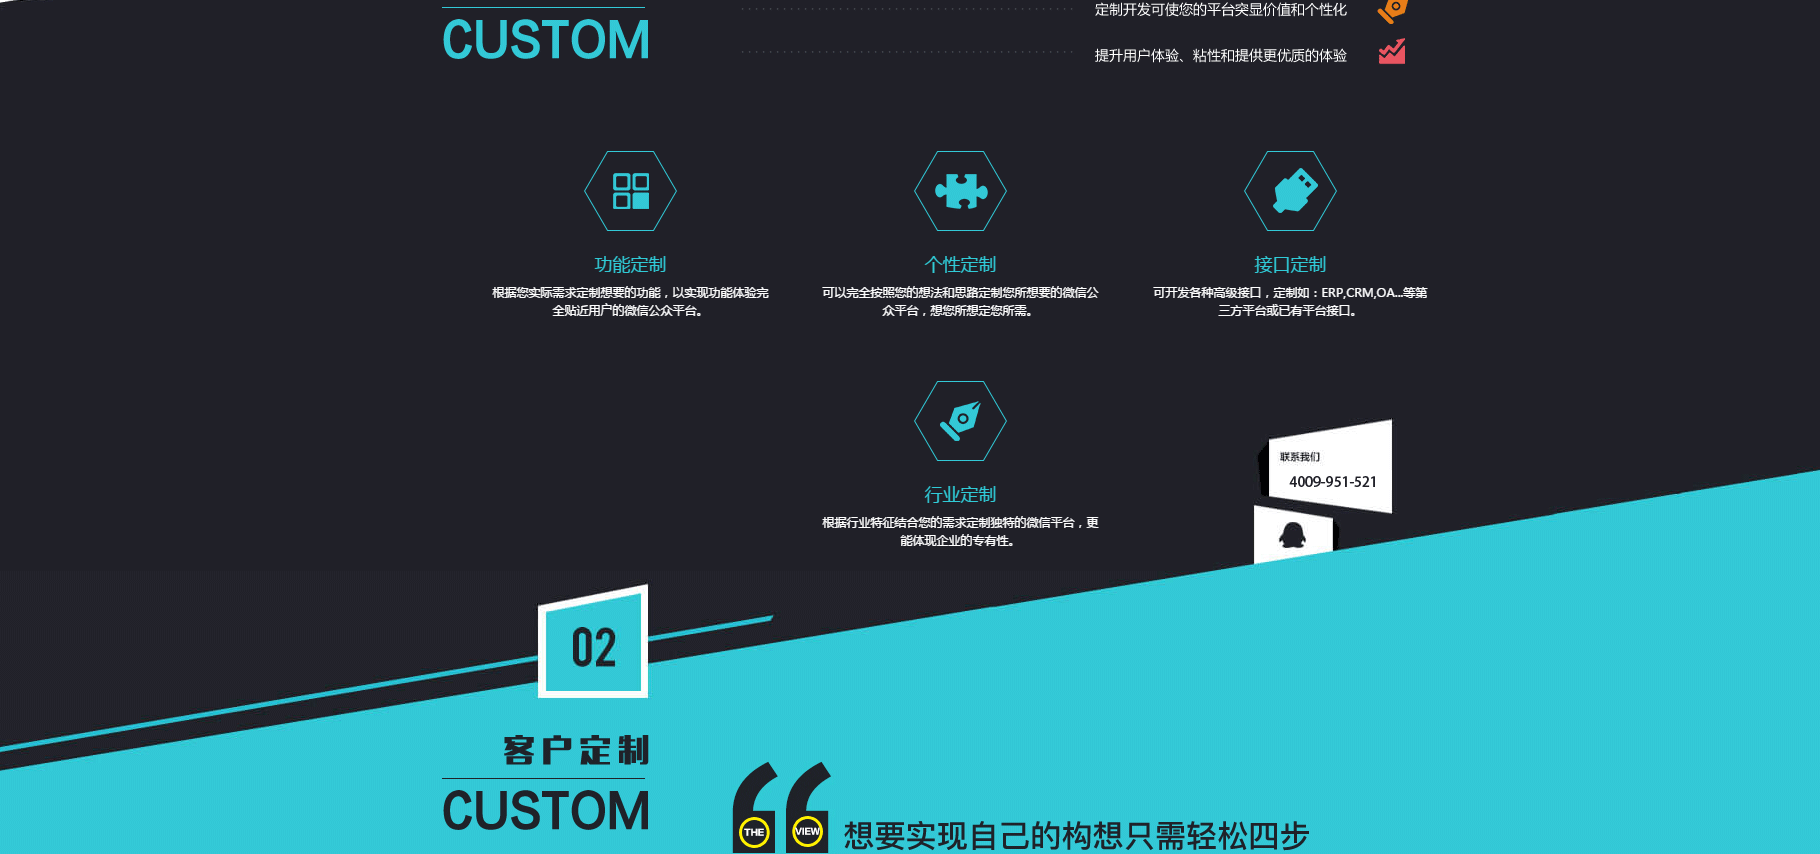 定制开发可使您的平台突显价值和个性化
CUSTOM
提升用户体验、粘性和提供更优质的体验
功能定制
根据您实际需求定制想要的功能，以实现功能体验完
全贴近用户的微信公众平台。
个性定制
可以完全按照您的想法和思路定制您所想要的微信公
众平台，想您所想定您所需。
接口定制
可开发各种高级接口，定制如：ERP,CRM,OA...等第
三方平台或已有平台接口。
行业定制
根据行业特征结合您的需求定制独特的微信平台，更
能体现企业的专有性。
联系我们
4009-951-521
02
客户定制
CUSTOM
THE
VIEW
想要实现自己的构想只需轻松四步